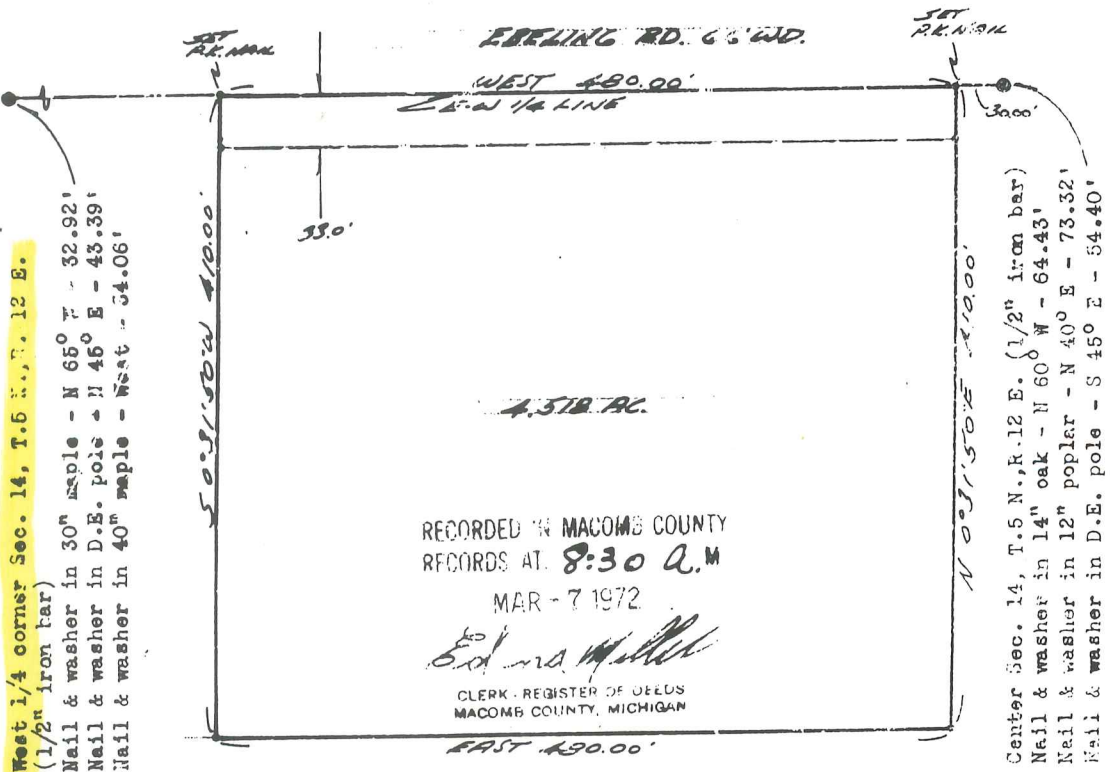 SET
P.K. NAIL
EBELING RD. 66' WD.
SET
P.K. NAIL
WEST 480.00'
E-W 1/4 LINE
30.00'
33.0'
S 0°31'50" W 410.00'
N 0°31'50" E 410.00'
4.518 AC.
RECORDED IN MACOMB COUNTY
RECORDS AT 8:30 A.M
MAR - 7 1972
CLERK - REGISTER OF DEEDS
MACOMB COUNTY, MICHIGAN
EAST 480.00'
West 1/4 corner Sec. 14, T.5 N., R. 12 E.
(1/2" iron bar)
Nail & washer in 30" maple - N 65° W - 32.92'
Nail & washer in D.E. pole - N 45° E - 43.39'
Nail & washer in 40" maple - West - 54.06'
Center Sec. 14, T.5 N., R.12 E. (1/2" iron bar)
Nail & washer in 14" oak - N 60° W - 64.43'
Nail & washer in 12" poplar - N 40° E - 73.32'
Nail & washer in D.E. pole - S 45° E - 54.40'